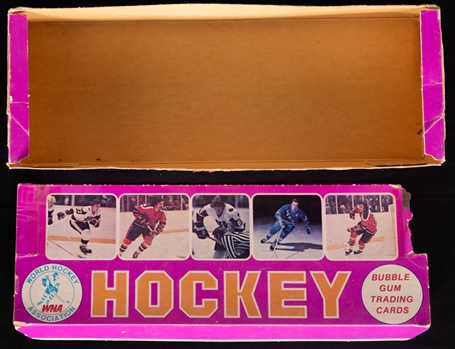 WORLD HOCKEY
WHA
ASSOCIATION
HOCKEY
BUBBLE
GUM
TRADING
CARDS